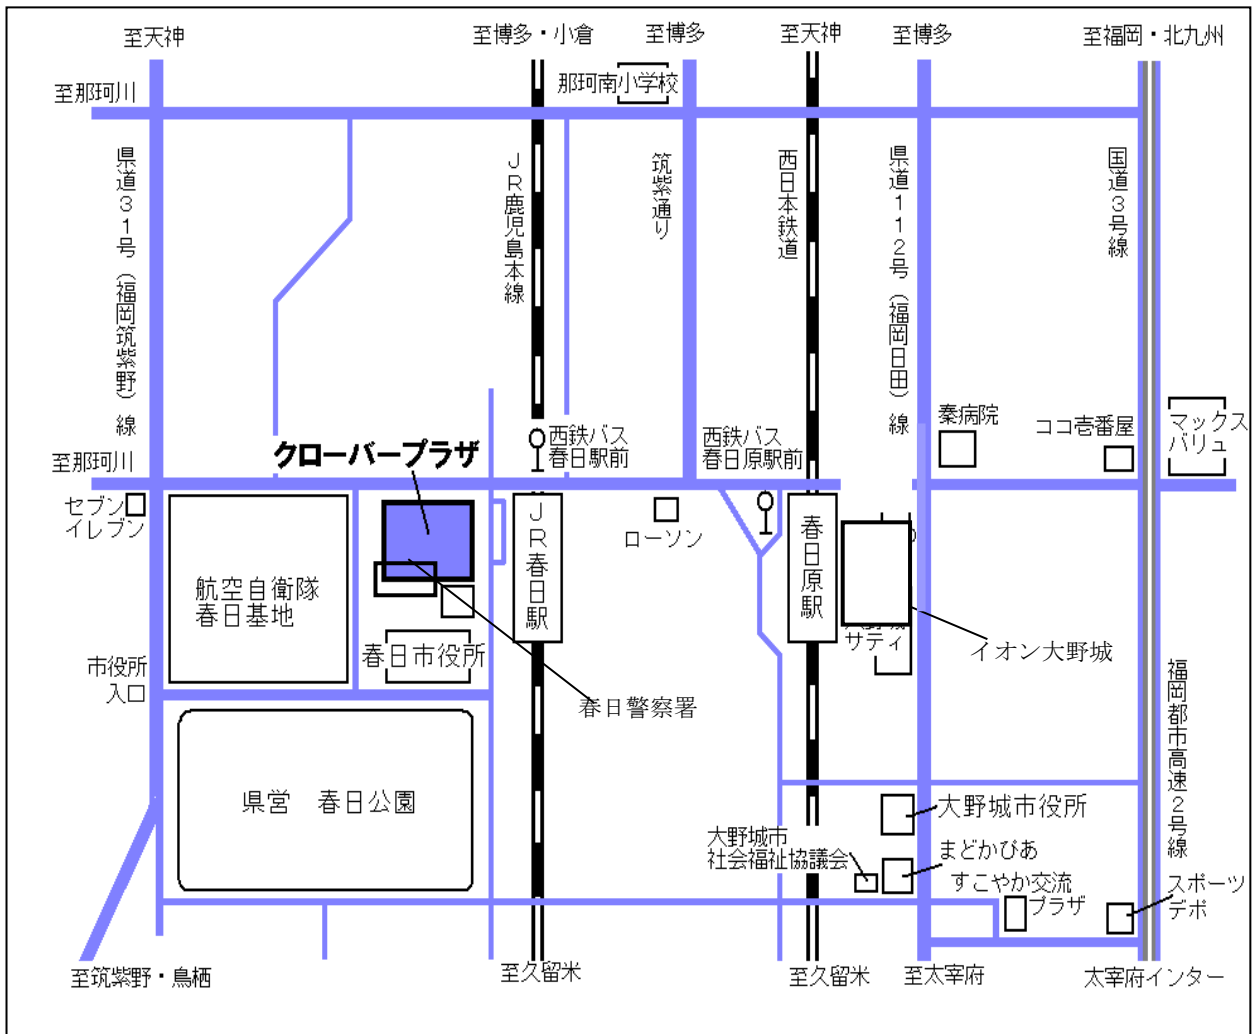 至天神
至博多・小倉
至博多
至天神
至博多
至福岡・北九州
至那珂川
那珂南小学校
県道31号(福岡筑紫野)線
JR鹿児島本線
筑紫通り
西日本鉄道
県道112号(福岡日田)線
国道3号線
秦病院
ココ壱番屋
マックス
バリュ
至那珂川
クローバープラザ
西鉄バス
春日駅前
西鉄バス
春日原駅前
セブン
イレブン
航空自衛隊
春日基地
JR春日駅
ローソン
春日原駅
サティ
イオン大野城
春日市役所
市役所
入口
春日警察署
福岡都市高速2号線
県営 春日公園
大野城市役所
大野城市
社会福祉協議会
まどかぴあ
すこやか交流
プラザ
スポーツ
デポ
至筑紫野・鳥栖
至久留米
至久留米
至太宰府
太宰府インター